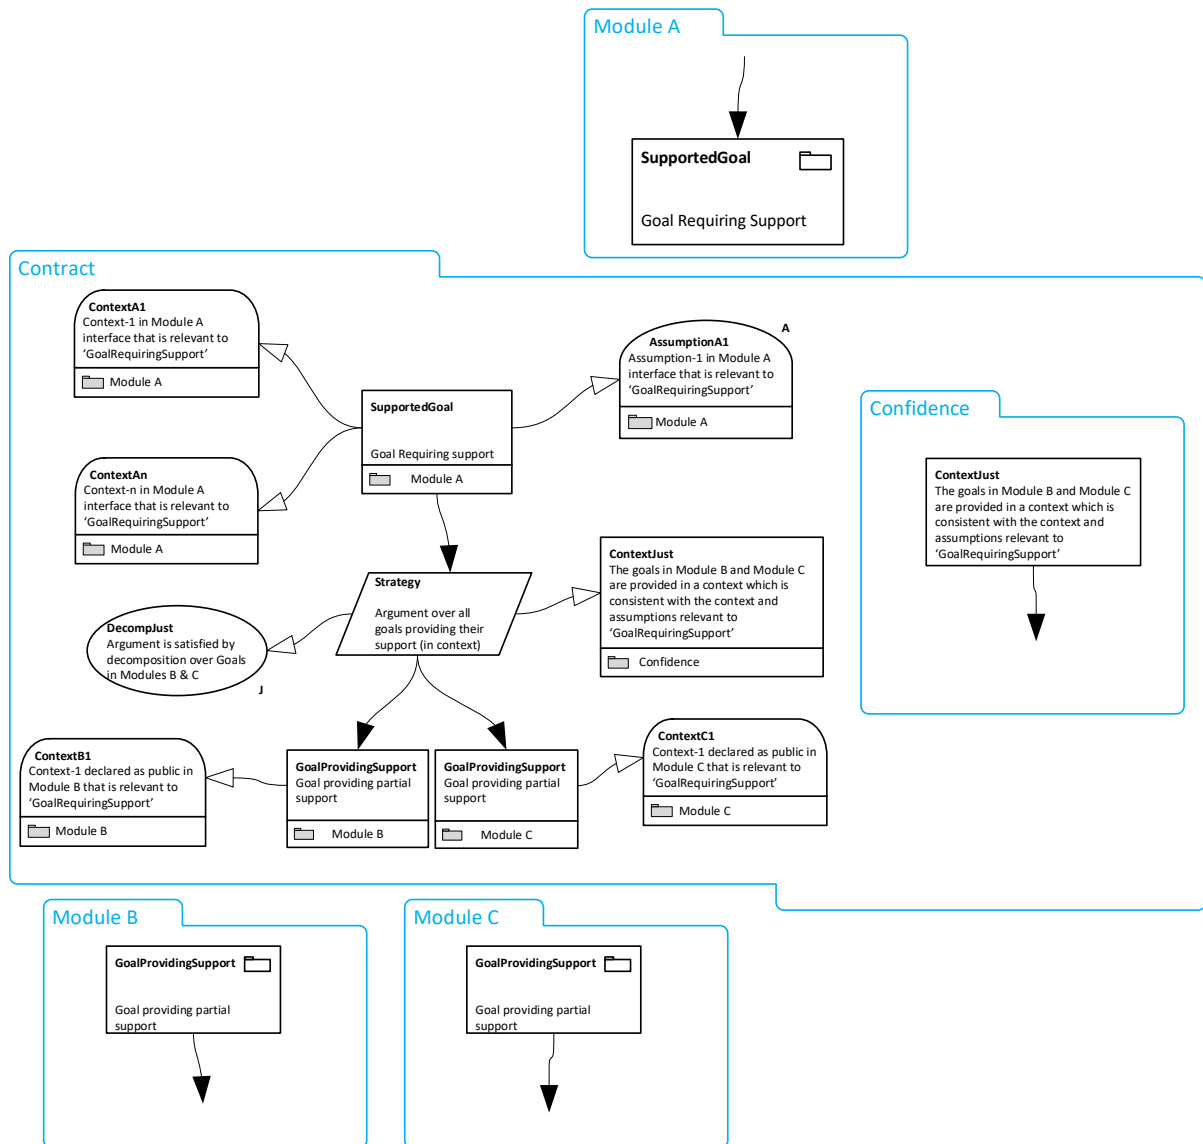 Module A
SupportedGoal
Goal Requiring Support
Contract
ContextA1
Context-1 in Module A
interface that is relevant to
‘GoalRequiringSupport’
Module A
A
AssumptionA1
Assumption-1 in Module A
interface that is relevant to
‘GoalRequiringSupport’
Module A
SupportedGoal
Goal Requiring support
Module A
ContextAn
Context-n in Module A
interface that is relevant to
‘GoalRequiringSupport’
Module A
Confidence
ContextJust
The goals in Module B and Module C
are provided in a context which is
consistent with the context and
assumptions relevant to
‘GoalRequiringSupport’
Strategy
Argument over all
goals providing their
support (in context)
ContextJust
The goals in Module B and Module C
are provided in a context which is
consistent with the context and
assumptions relevant to
‘GoalRequiringSupport’
Confidence
DecompJust
Argument is satisfied by
decomposition over Goals
in Modules B & C
J
ContextB1
Context-1 declared as public in
Module B that is relevant to
‘GoalRequiringSupport’
Module B
GoalProvidingSupport
Goal providing partial
support
Module B
GoalProvidingSupport
Goal providing partial
support
Module C
ContextC1
Context-1 declared as public in
Module C that is relevant to
‘GoalRequiringSupport’
Module C
Module B
GoalProvidingSupport
Goal providing partial
support
Module C
GoalProvidingSupport
Goal providing partial
support